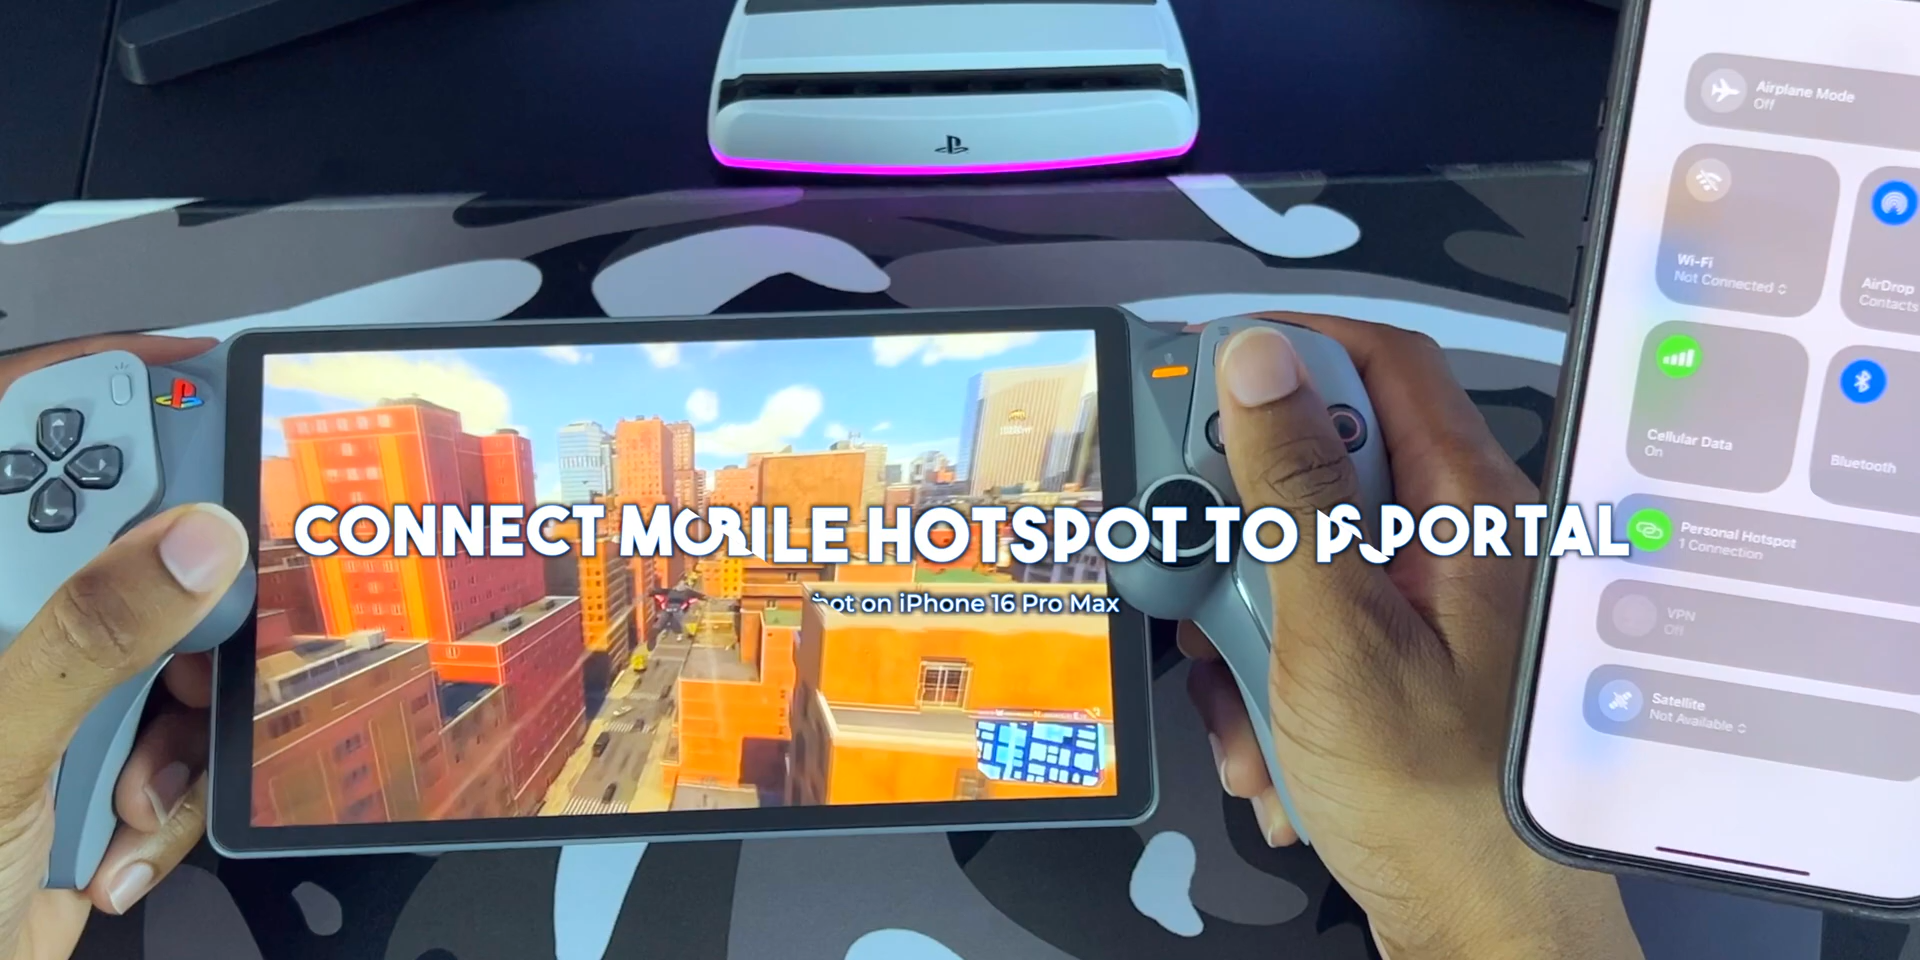 Airplane Mode
Off
Wi-Fi
Not Connected
AirDrop
Contacts
Cellular Data
On
Bluetooth
CONNECT MOBILE HOTSPOT TO PS PORTAL
Personal Hotspot
1 Connection
on iPhone 16 Pro Max
VPN
Off
Satellite
Not Available